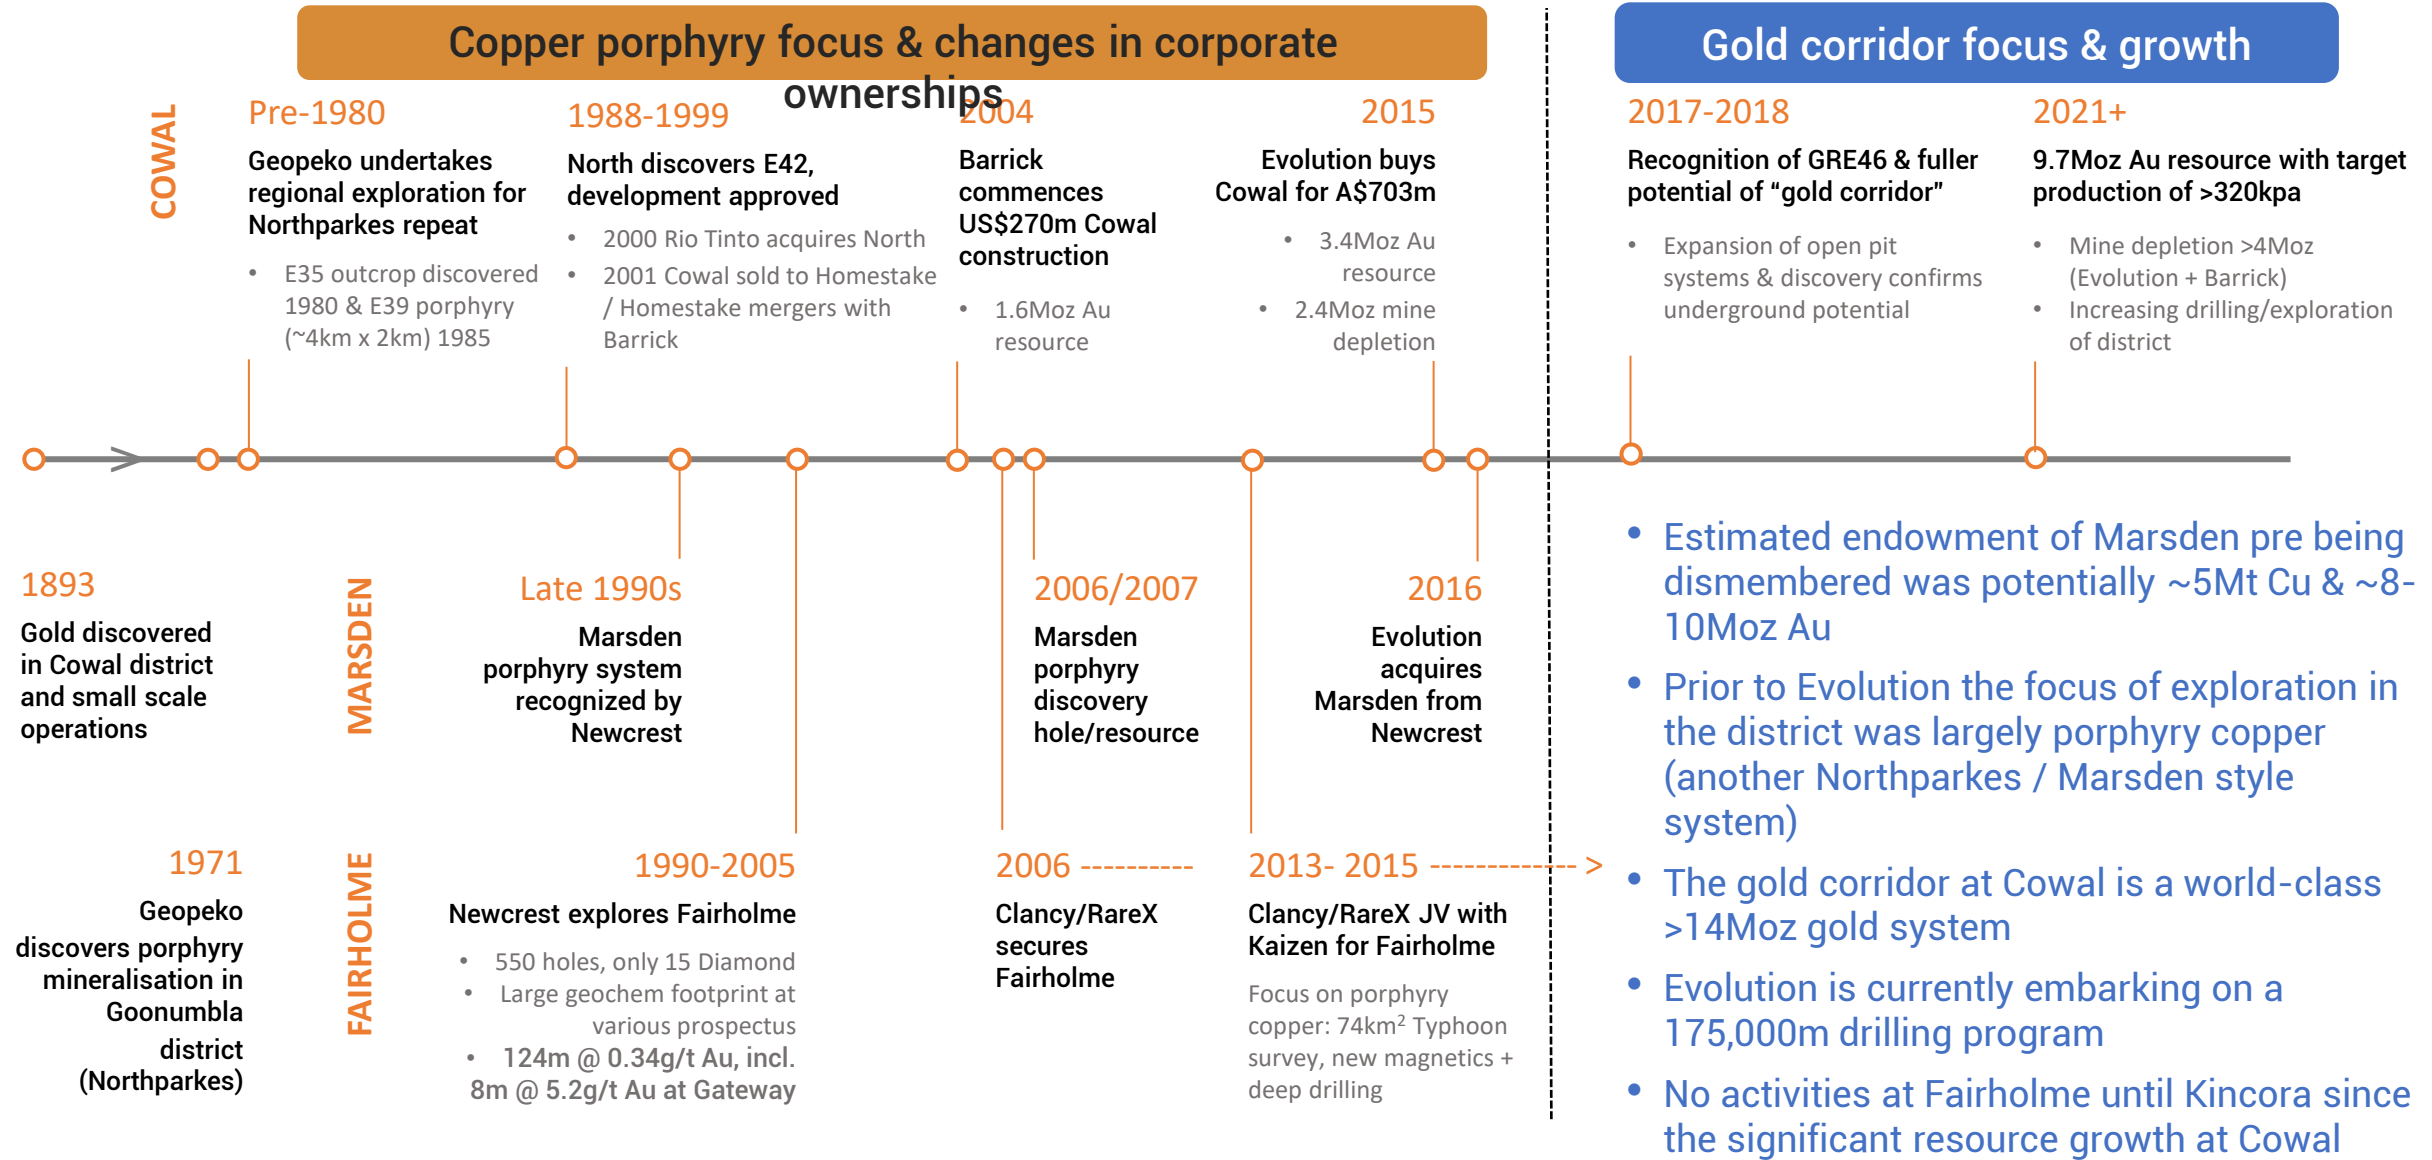 Copper porphyry focus & changes in corporate
ownerships
Gold corridor focus & growth
COWAL
Pre-1980
Geopeko undertakes
regional exploration for
Northparkes repeat
• E35 outcrop discovered
1980 & E39 porphyry
(~4km x 2km) 1985
1988-1999
North discovers E42,
development approved
• 2000 Rio Tinto acquires North
• 2001 Cowal sold to Homestake
/ Homestake mergers with
Barrick
2004
Barrick
commences
US$270m Cowal
construction
• 1.6Moz Au
resource
2015
Evolution buys
Cowal for A$703m
• 3.4Moz Au
resource
• 2.4Moz mine
depletion
2017-2018
Recognition of GRE46 & fuller
potential of “gold corridor”
• Expansion of open pit
systems & discovery confirms
underground potential
2021+
9.7Moz Au resource with target
production of >320kpa
• Mine depletion >4Moz
(Evolution + Barrick)
• Increasing drilling/exploration
of district
1893
Gold discovered
in Cowal district
and small scale
operations
MARSDEN
Late 1990s
Marsden
porphyry system
recognized by
Newcrest
2006/2007
Marsden
porphyry
discovery
hole/resource
2016
Evolution
acquires
Marsden from
Newcrest
1971
Geopeko
discovers porphyry
mineralisation in
Goonumbla
district
(Northparkes)
FAIRHOLME
1990-2005
Newcrest explores Fairholme
• 550 holes, only 15 Diamond
• Large geochem footprint at
various prospectus
• 124m @ 0.34g/t Au, incl.
8m @ 5.2g/t Au at Gateway
2006 ---------
Clancy/RareX
secures
Fairholme
2013- 2015 ------------- >
Clancy/RareX JV with
Kaizen for Fairholme
Focus on porphyry
copper: 74km² Typhoon
survey, new magnetics +
deep drilling
• Estimated endowment of Marsden pre being
dismembered was potentially ~5Mt Cu & ~8-
10Moz Au
• Prior to Evolution the focus of exploration in
the district was largely porphyry copper
(another Northparkes / Marsden style
system)
• The gold corridor at Cowal is a world-class
>14Moz gold system
• Evolution is currently embarking on a
175,000m drilling program
• No activities at Fairholme until Kincora since
the significant resource growth at Cowal